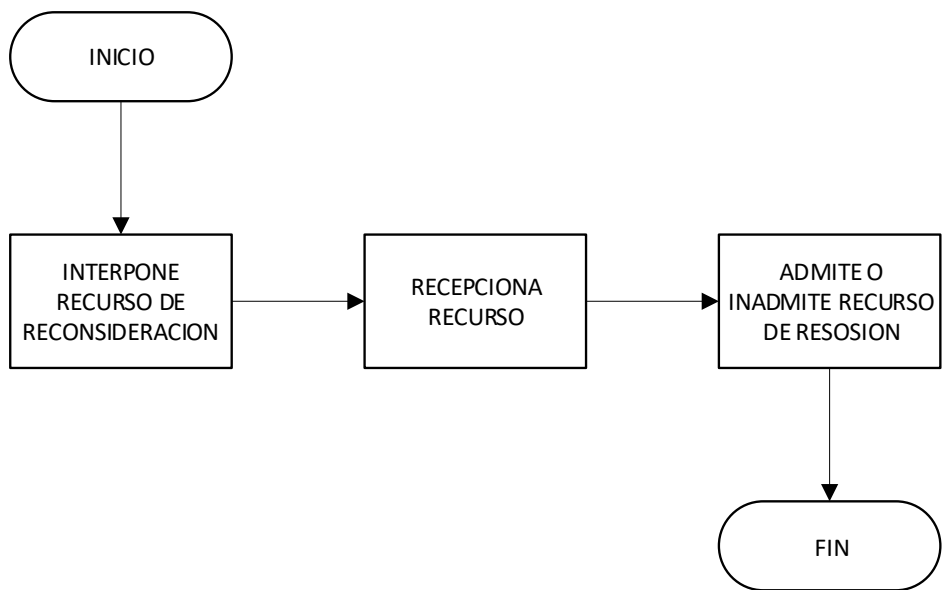 INICIO
INTERPONE
RECURSO DE
RECONSIDERACION
RECEPCIONA
RECURSO
ADMITE O
INADMITE RECURSO
DE RESOSION
FIN